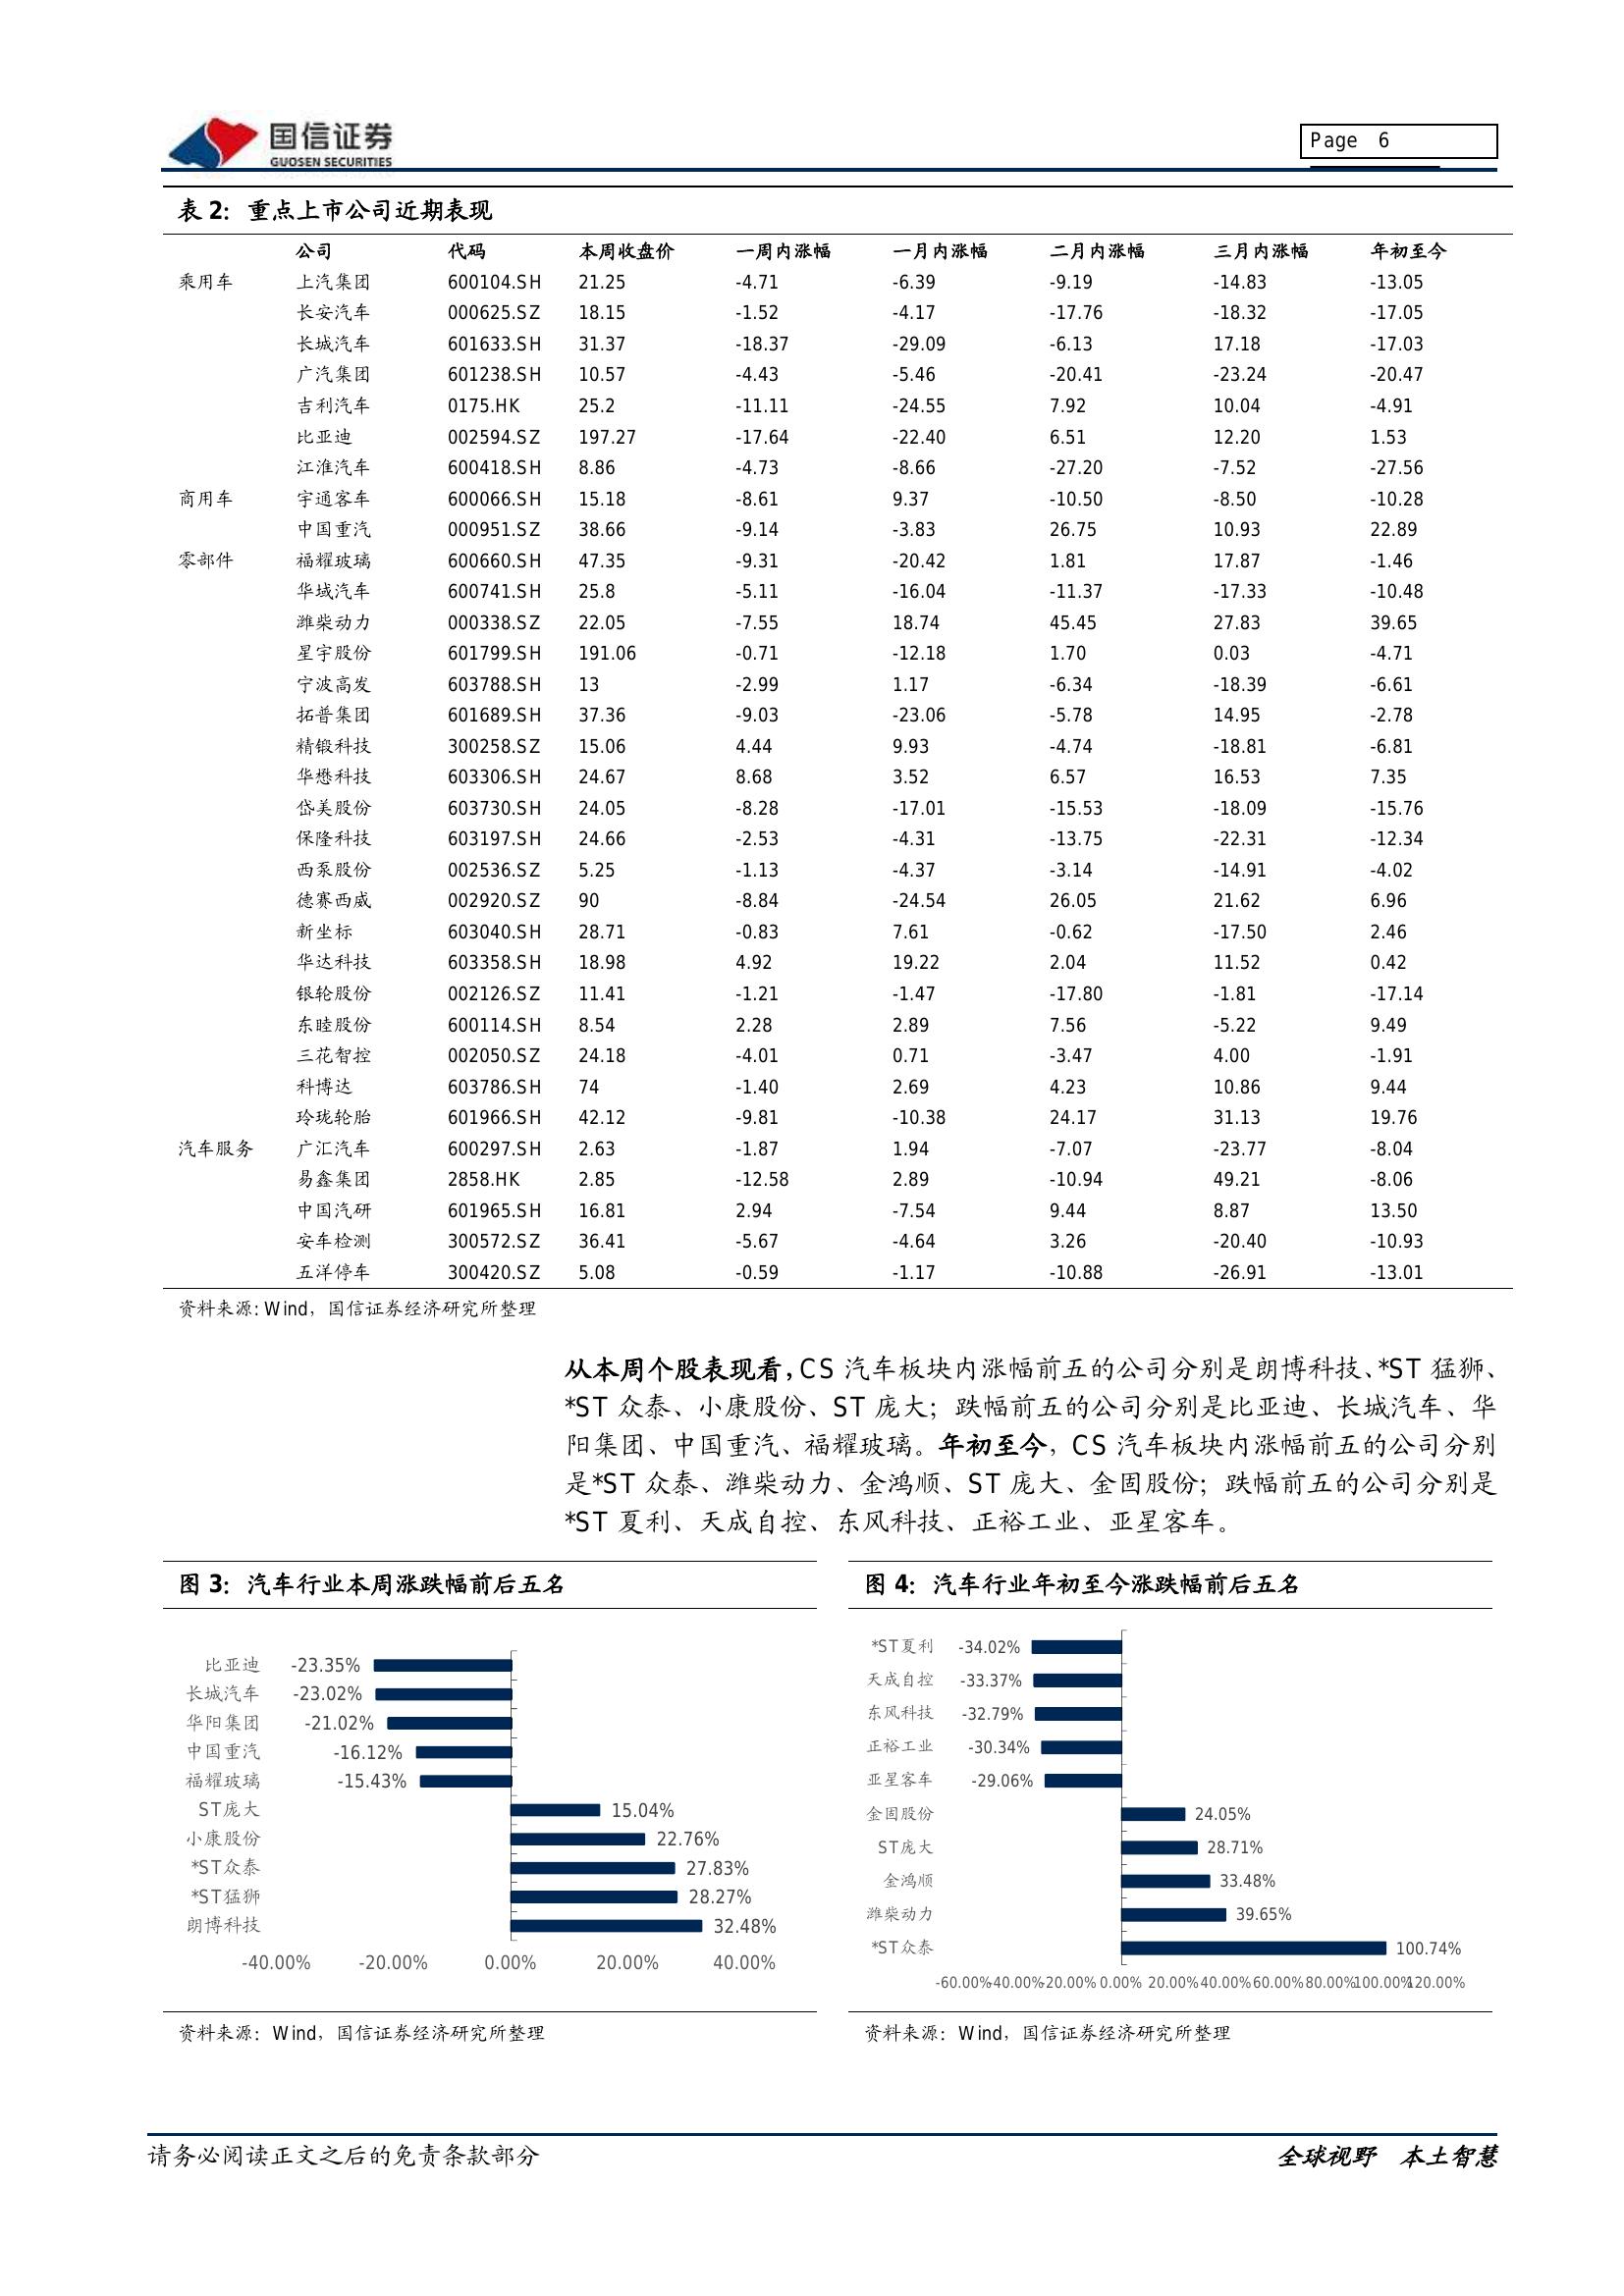 国信证券
GUOSEN SECURITIES
Page 6
表 2：重点上市公司近期表现
公司 代码 本周收盘价 一周内涨幅 一月内涨幅 二月内涨幅 三月内涨幅 年初至今
乘用车 上汽集团 600104.SH 21.25 -4.71 -6.39 -9.19 -14.83 -13.05
长安汽车 000625.SZ 18.15 -1.52 -4.17 -17.76 -18.32 -17.05
长城汽车 601633.SH 31.37 -18.37 -29.09 -6.13 17.18 -17.03
广汽集团 601238.SH 10.57 -4.43 -5.46 -20.41 -23.24 -20.47
吉利汽车 0175.HK 25.2 -11.11 -24.55 7.92 10.04 -4.91
比亚迪 002594.SZ 197.27 -17.64 -22.40 6.51 12.20 1.53
江淮汽车 600418.SH 8.86 -4.73 -8.66 -27.20 -7.52 -27.56
商用车 宇通客车 600066.SH 15.18 -8.61 9.37 -10.50 -8.50 -10.28
中国重汽 000951.SZ 38.66 -9.14 -3.83 26.75 10.93 22.89
零部件 福耀玻璃 600660.SH 47.35 -9.31 -20.42 1.81 17.87 -1.46
华域汽车 600741.SH 25.8 -5.11 -16.04 -11.37 -17.33 -10.48
潍柴动力 000338.SZ 22.05 -7.55 18.74 45.45 27.83 39.65
星宇股份 601799.SH 191.06 -0.71 -12.18 1.70 0.03 -4.71
宁波高发 603788.SH 13 -2.99 1.17 -6.34 -18.39 -6.61
拓普集团 601689.SH 37.36 -9.03 -23.06 -5.78 14.95 -2.78
精锻科技 300258.SZ 15.06 4.44 9.93 -4.74 -18.81 -6.81
华懋科技 603306.SH 24.67 8.68 3.52 6.57 16.53 7.35
岱美股份 603730.SH 24.05 -8.28 -17.01 -15.53 -18.09 -15.76
保隆科技 603197.SH 24.66 -2.53 -4.31 -13.75 -22.31 -12.34
西泵股份 002536.SZ 5.25 -1.13 -4.37 -3.14 -14.91 -4.02
德赛西威 002920.SZ 90 -8.84 -24.54 26.05 21.62 6.96
新坐标 603040.SH 28.71 -0.83 7.61 -0.62 -17.50 2.46
华达科技 603358.SH 18.98 4.92 19.22 2.04 11.52 0.42
银轮股份 002126.SZ 11.41 -1.21 -1.47 -17.80 -1.81 -17.14
东睦股份 600114.SH 8.54 2.28 2.89 7.56 -5.22 9.49
三花智控 002050.SZ 24.18 -4.01 0.71 -3.47 4.00 -1.91
科博达 603786.SH 74 -1.40 2.69 4.23 10.86 9.44
玲珑轮胎 601966.SH 42.12 -9.81 -10.38 24.17 31.13 19.76
汽车服务 广汇汽车 600297.SH 2.63 -1.87 1.94 -7.07 -23.77 -8.04
易鑫集团 2858.HK 2.85 -12.58 2.89 -10.94 49.21 -8.06
中国汽研 601965.SH 16.81 2.94 -7.54 9.44 8.87 13.50
安车检测 300572.SZ 36.41 -5.67 -4.64 3.26 -20.40 -10.93
五洋停车 300420.SZ 5.08 -0.59 -1.17 -10.88 -26.91 -13.01
资料来源: Wind，国信证券经济研究所整理
从本周个股表现看，CS 汽车板块内涨幅前五的公司分别是朗博科技、*ST 猛狮、
*ST 众泰、小康股份、ST 庞大；跌幅前五的公司分别是比亚迪、长城汽车、华
阳集团、中国重汽、福耀玻璃。年初至今，CS 汽车板块内涨幅前五的公司分别
是*ST 众泰、潍柴动力、金鸿顺、ST 庞大、金固股份；跌幅前五的公司分别是
*ST 夏利、天成自控、东风科技、正裕工业、亚星客车。
图 3：汽车行业本周涨跌幅前后五名
比亚迪 -23.35%
长城汽车 -23.02%
华阳集团 -21.02%
中国重汽 -16.12%
福耀玻璃 -15.43%
ST庞大 15.04%
小康股份 22.76%
*ST众泰 27.83%
*ST猛狮 28.27%
朗博科技 32.48%
-40.00% -20.00% 0.00% 20.00% 40.00%
资料来源：Wind，国信证券经济研究所整理
图 4：汽车行业年初至今涨跌幅前后五名
*ST夏利 -34.02%
天成自控 -33.37%
东风科技 -32.79%
正裕工业 -30.34%
亚星客车 -29.06%
金固股份 24.05%
ST庞大 28.71%
金鸿顺 33.48%
潍柴动力 39.65%
*ST众泰 100.74%
-60.00% -40.00% -20.00% 0.00% 20.00% 40.00% 60.00% 80.00% 100.00% 120.00%
资料来源：Wind，国信证券经济研究所整理
请务必阅读正文之后的免责条款部分
全球视野 本土智慧